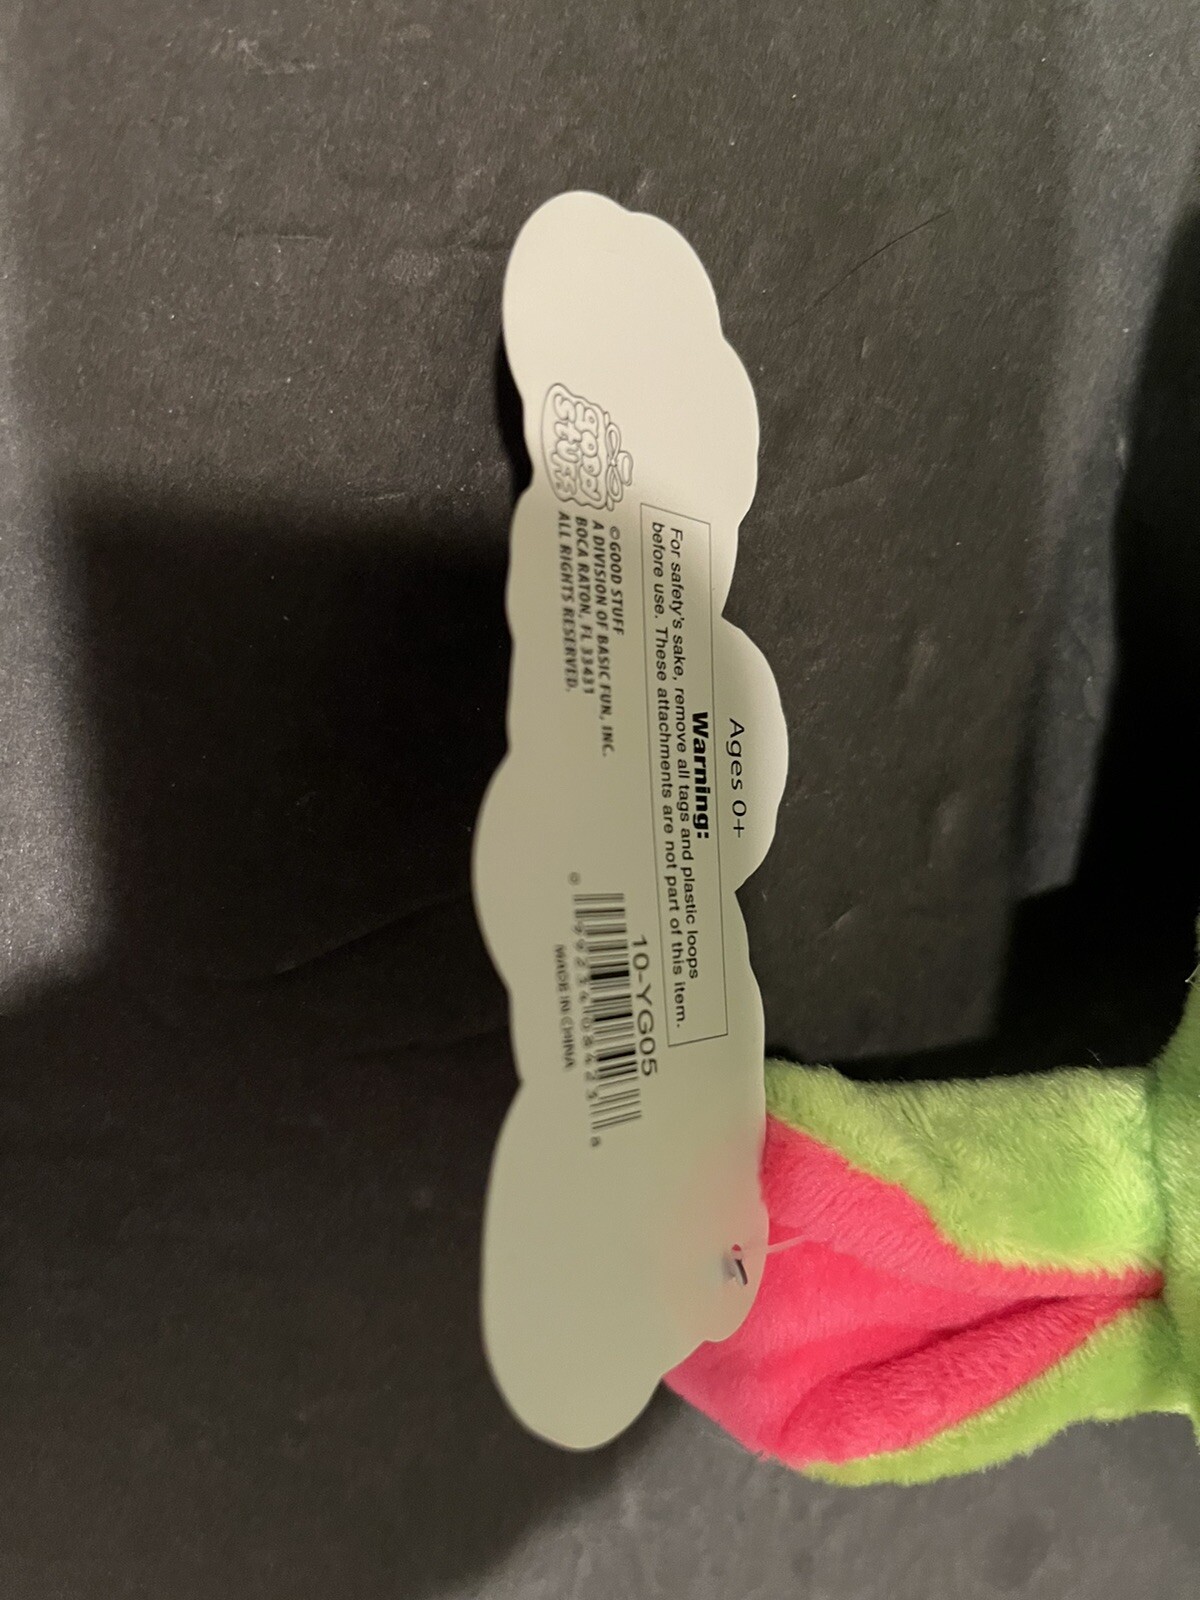 Ages 0+
Warning:
For safety's sake, remove all tags and plastic loops
before use. These attachments are not part of this item.
good
stuff
©GOOD STUFF
A DIVISION OF BASIC FUN, INC.
BOCA RATON, FL 33431
ALL RIGHTS RESERVED.
10-YG05
MADE IN CHINA